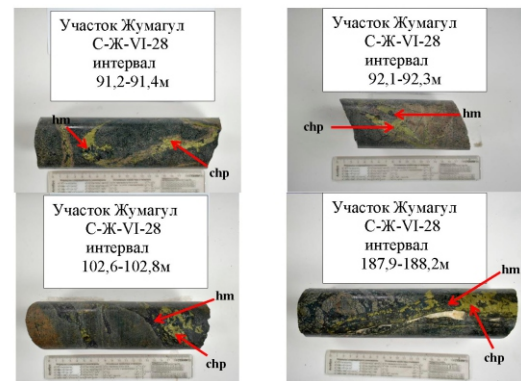 Участок Жумагул
С-Ж-VI-28
интервал
91,2-91,4м
hm
chp
Участок Жумагул
С-Ж-VI-28
интервал
92,1-92,3м
hm
chp
Участок Жумагул
С-Ж-VI-28
интервал
102,6-102,8м
hm
chp
Участок Жумагул
С-Ж-VI-28
интервал
187,9-188,2м
hm
chp